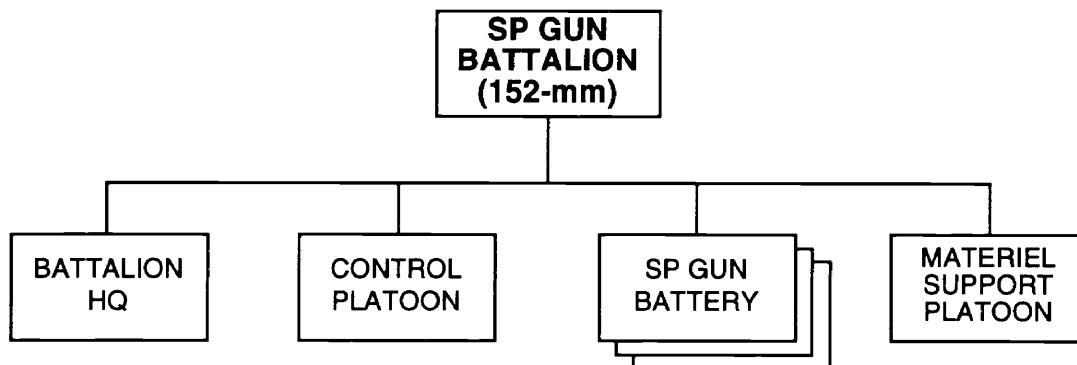 SP GUN
BATTALION
(152-mm)
BATTALION
HQ
CONTROL
PLATOON
SP GUN
BATTERY
MATERIEL
SUPPORT
PLATOON